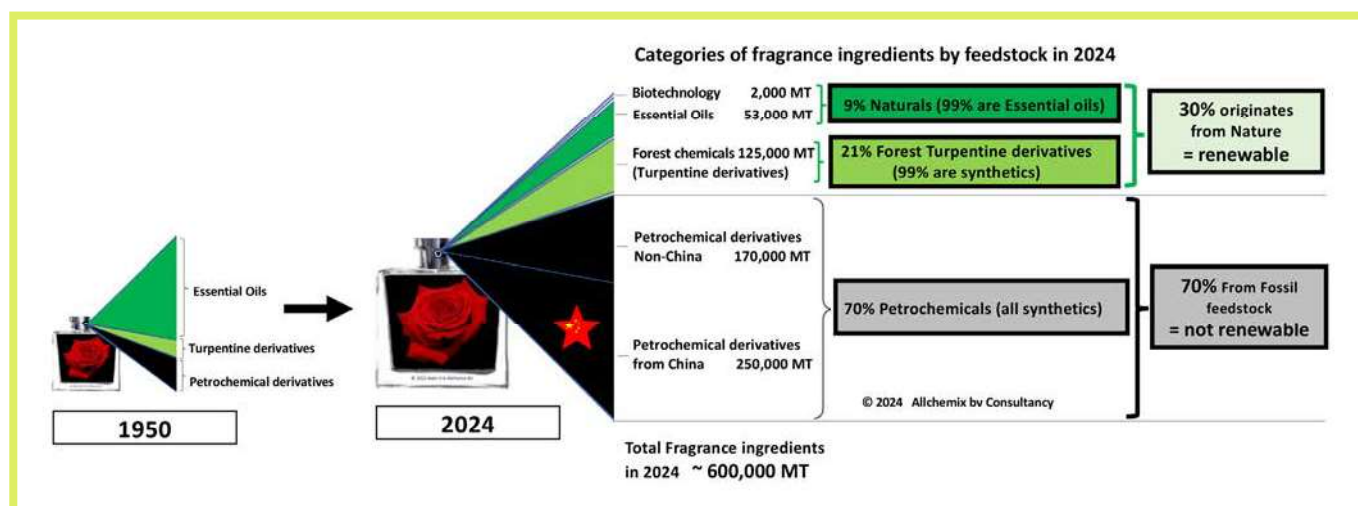 Categories of fragrance ingredients by feedstock in 2024
Biotechnology 2,000 MT
Essential Oils 53,000 MT
9% Naturals (99% are Essential oils)
Forest chemicals 125,000 MT
(Turpentine derivatives)
21% Forest Turpentine derivatives
(99% are synthetics)
30% originates
from Nature
= renewable
Petrochemical derivatives
Non-China 170,000 MT
Petrochemical derivatives
from China 250,000 MT
70% Petrochemicals (all synthetics)
70% From Fossil
feedstock
= not renewable
© 2024 Allchemix bv Consultancy
Essential Oils
Turpentine derivatives
Petrochemical derivatives
1950
2024
Total Fragrance ingredients
in 2024 ~ 600,000 MT